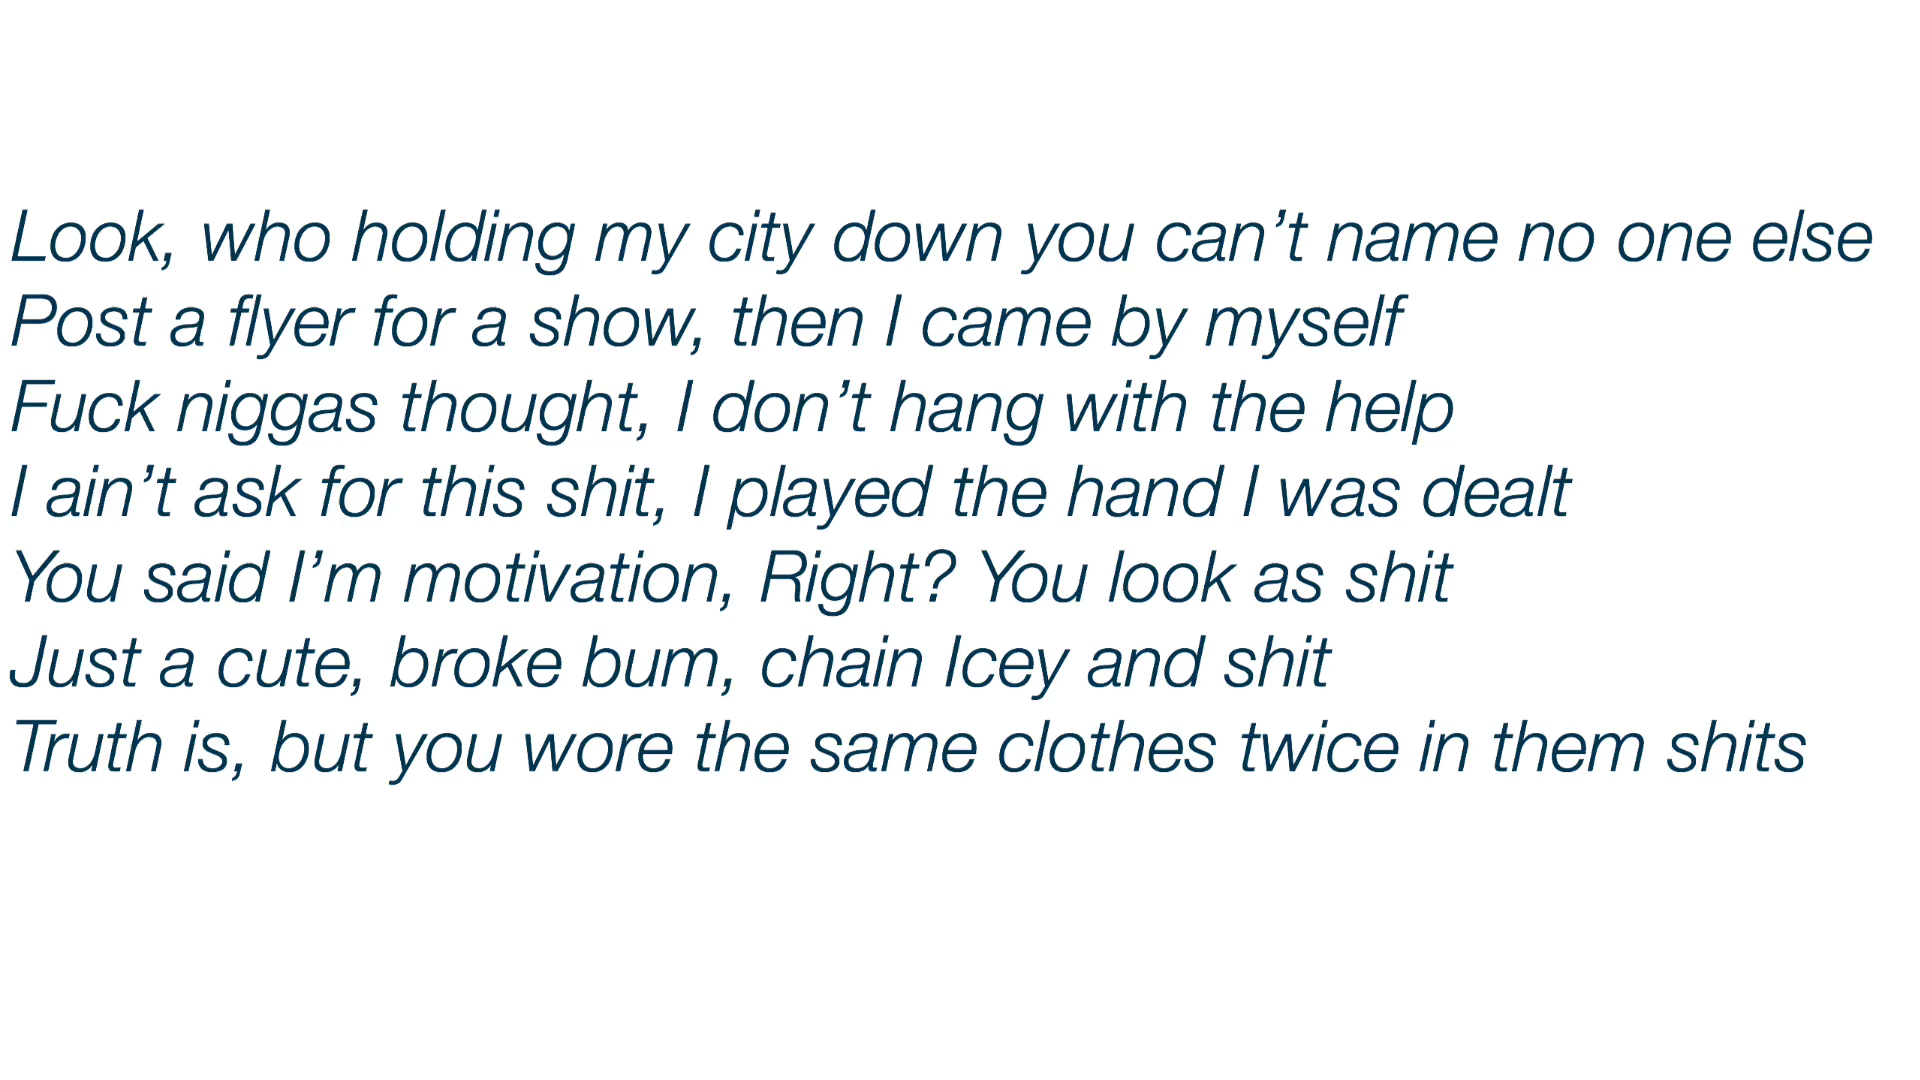 Look, who holding my city down you can’t name no one else
Post a flyer for a show, then I came by myself
Fuck niggas thought, I don’t hang with the help
I ain’t ask for this shit, I played the hand I was dealt
You said I’m motivation, Right? You look as shit
Just a cute, broke bum, chain Icey and shit
Truth is, but you wore the same clothes twice in them shits